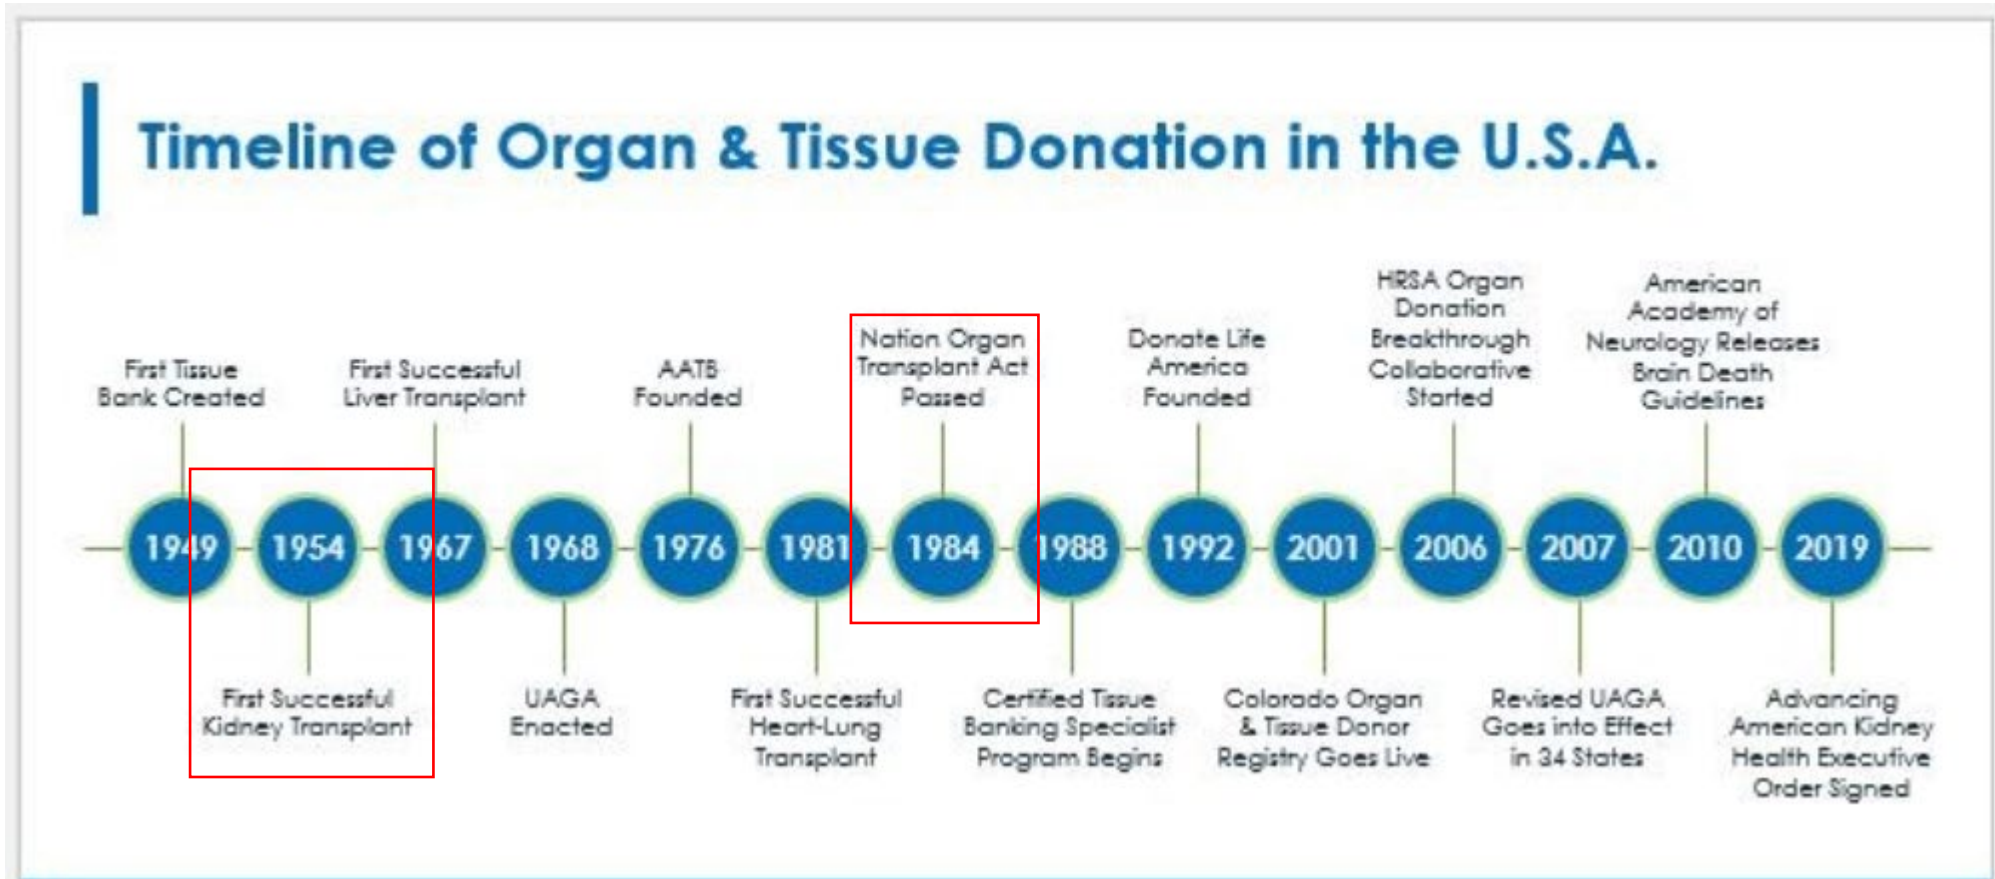 Timeline of Organ & Tissue Donation in the U.S.A.
First Tissue
Bank Created
First Successful
Liver Transplant
AATB
Founded
Nation Organ
Transplant Act
Passed
Donate Life
America
Founded
HRSA Organ
Donation
Breakthrough
Collaborative
Started
American
Academy of
Neurology Releases
Brain Death
Guidelines
1949
1954
1967
1968
1976
1981
1984
1988
1992
2001
2006
2007
2010
2019
First Successful
Kidney Transplant
UAGA
Enacted
First Successful
Heart-Lung
Transplant
Certified Tissue
Banking Specialist
Program Begins
Colorado Organ
& Tissue Donor
Registry Goes Live
Revised UAGA
Goes into Effect
in 34 States
Advancing
American Kidney
Health Executive
Order Signed